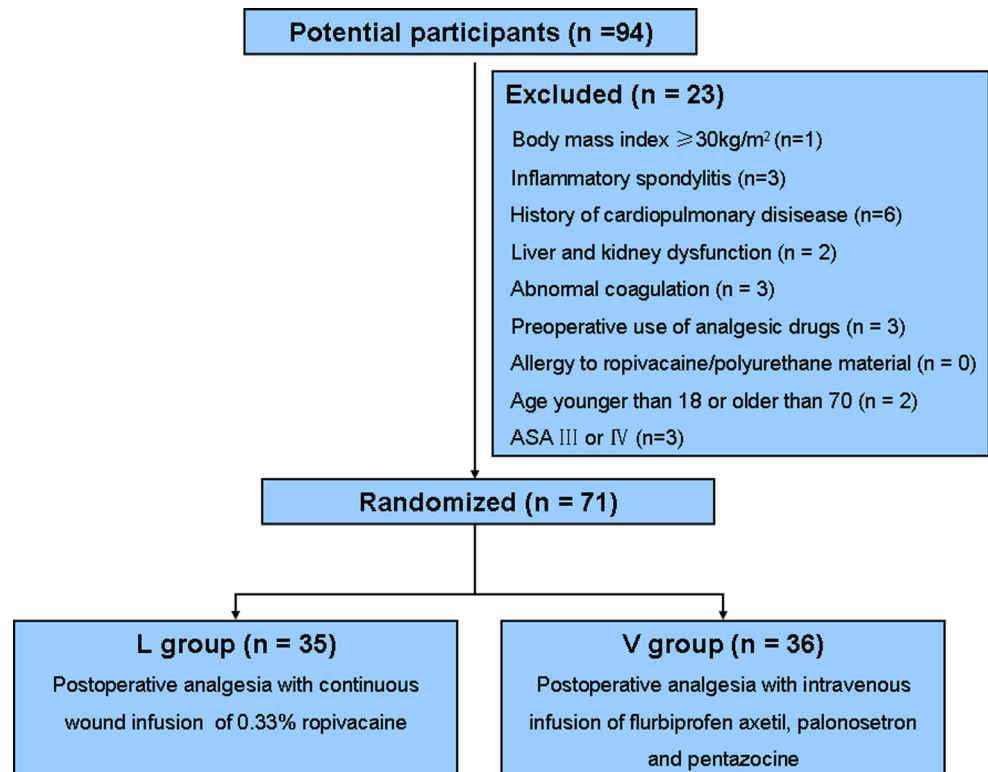 Potential participants (n =94)
Excluded (n = 23)
Body mass index ≥30kg/m² (n=1)
Inflammatory spondylitis (n=3)
History of cardiopulmonary disisease (n=6)
Liver and kidney dysfunction (n = 2)
Abnormal coagulation (n = 3)
Preoperative use of analgesic drugs (n = 3)
Allergy to ropivacaine/polyurethane material (n = 0)
Age younger than 18 or older than 70 (n = 2)
ASA Ⅲ or Ⅳ (n=3)
Randomized (n = 71)
L group (n = 35)
Postoperative analgesia with continuous
wound infusion of 0.33% ropivacaine
V group (n = 36)
Postoperative analgesia with intravenous
infusion of flurbiprofen axetil, palonosetron
and pentazocine